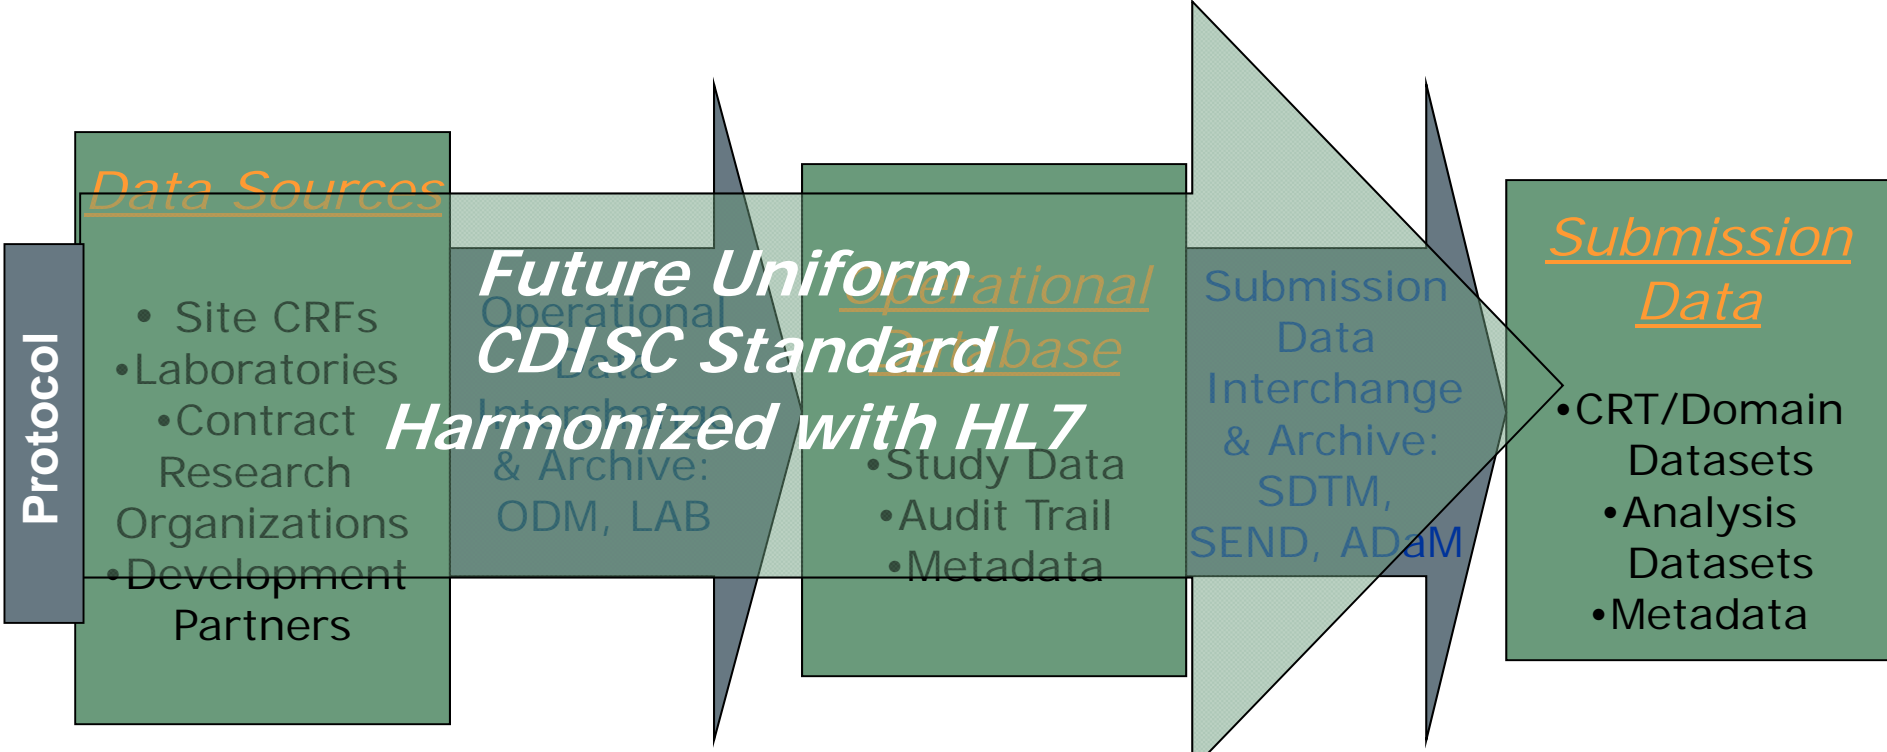 Protocol
Data Sources
• Site CRFs
•Laboratories
•Contract
Research
Organizations
•Development
Partners
Future Uniform
CDISC Standard
Harmonized with HL7
Operational
Data
Interchange
& Archive:
ODM, LAB
Operational
Database
•Study Data
•Audit Trail
•Metadata
Submission
Data
Interchange
& Archive:
SDTM,
SEND, ADaM
Submission
Data
•CRT/Domain
Datasets
•Analysis
Datasets
•Metadata